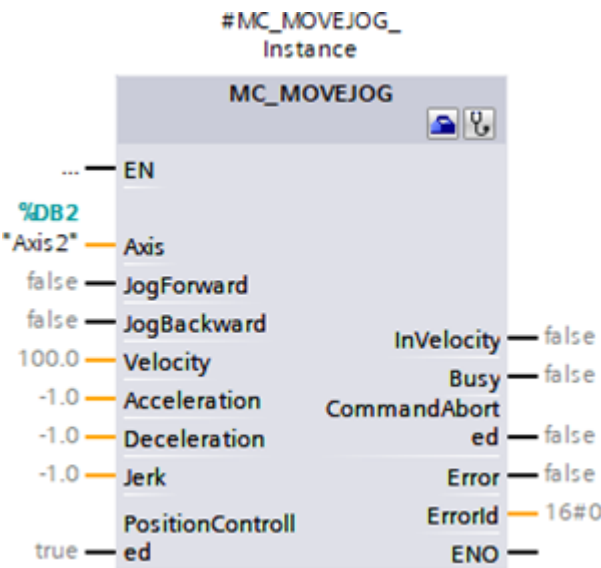 #MC_MOVEJOG_
Instance
MC_MOVEJOG
... EN
%DB2
"Axis2" Axis
false JogForward
false JogBackward
InVelocity false
100.0 Velocity
Busy false
-1.0 Acceleration
CommandAbort
-1.0 Deceleration
ed false
-1.0 Jerk
Error false
PositionControll
ErrorId 16#0
true ed
ENO